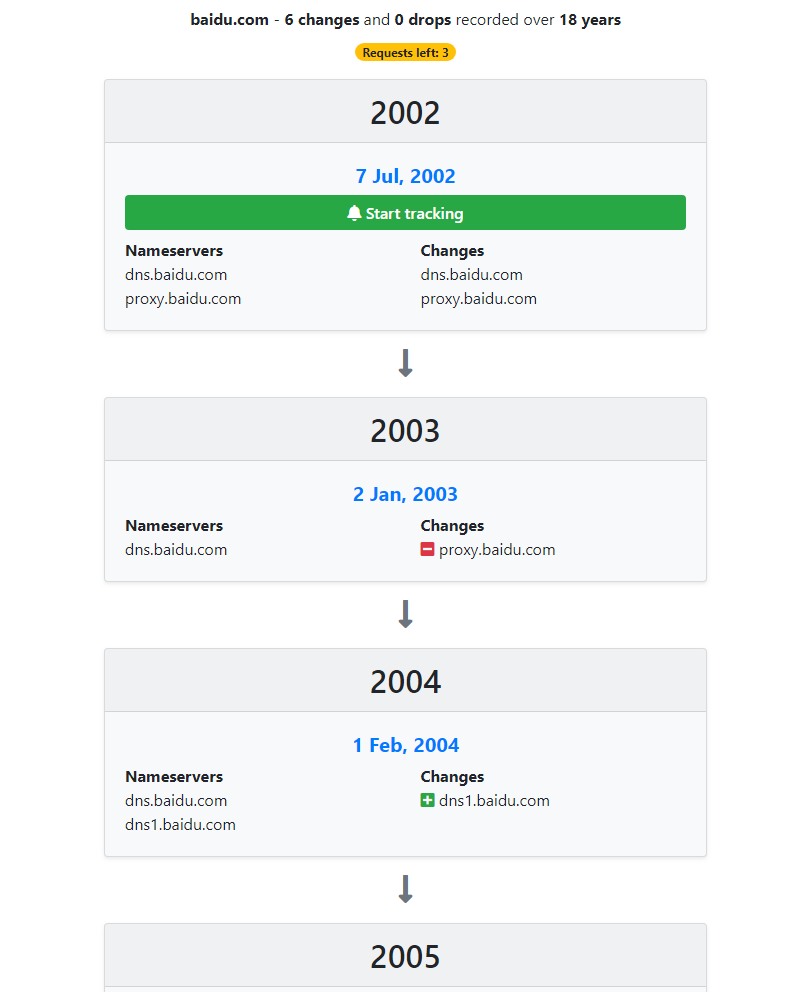 baidu.com - 6 changes and 0 drops recorded over 18 years
Requests left: 3
2002
7 Jul, 2002
Start tracking
Nameservers
dns.baidu.com
proxy.baidu.com
Changes
dns.baidu.com
proxy.baidu.com
2003
2 Jan, 2003
Nameservers
dns.baidu.com
Changes
proxy.baidu.com
2004
1 Feb, 2004
Nameservers
dns.baidu.com
dns1.baidu.com
Changes
dns1.baidu.com
2005